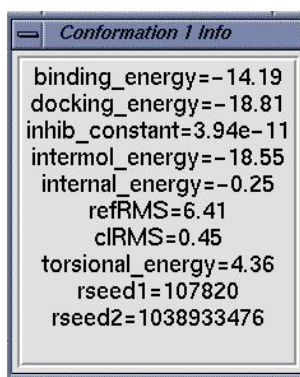 Conformation 1 Info
binding_energy=-14.19
docking_energy=-18.81
inhib_constant=3.94e-11
intermol_energy=-18.55
internal_energy=-0.25
refRMS=6.41
clRMS=0.45
torsional_energy=4.36
rseed1=107820
rseed2=1038933476